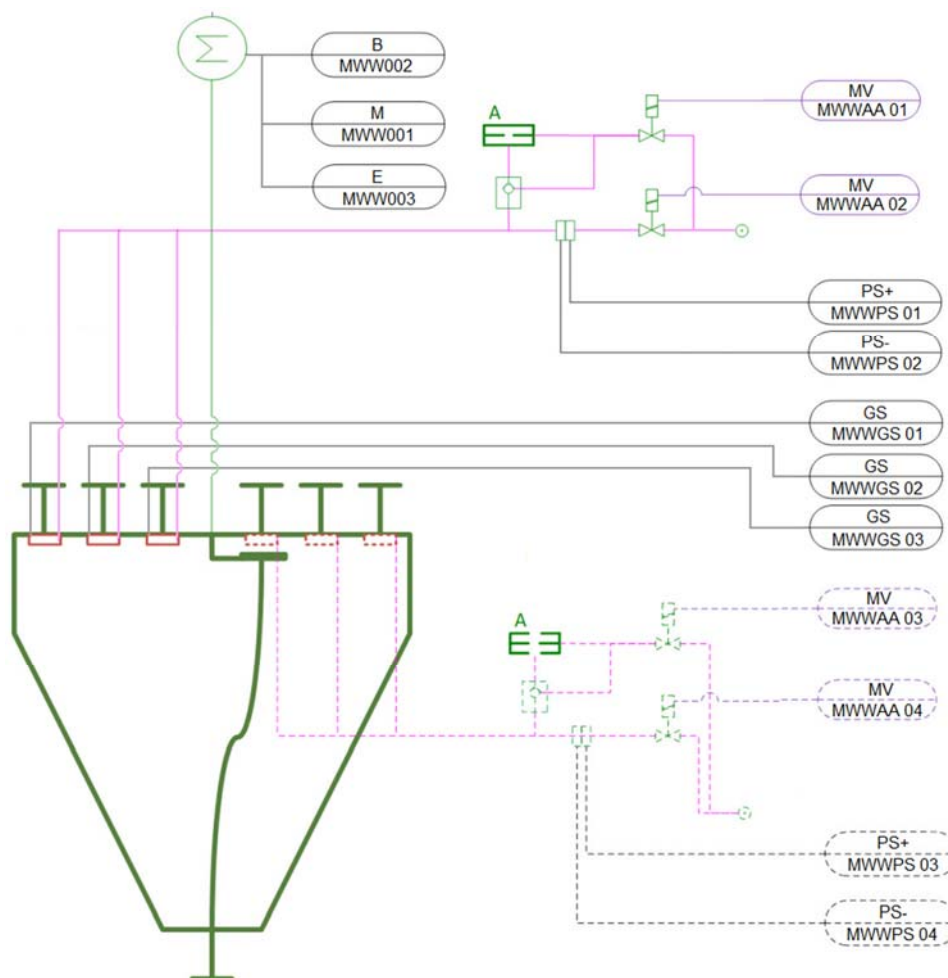 B
MWW002
M
MWW001
E
MWW003
A
MV
MWWAA 01
MV
MWWAA 02
PS+
MWWPS 01
PS-
MWWPS 02
GS
MWWGS 01
GS
MWWGS 02
GS
MWWGS 03
A
MV
MWWAA 03
MV
MWWAA 04
PS+
MWWPS 03
PS-
MWWPS 04